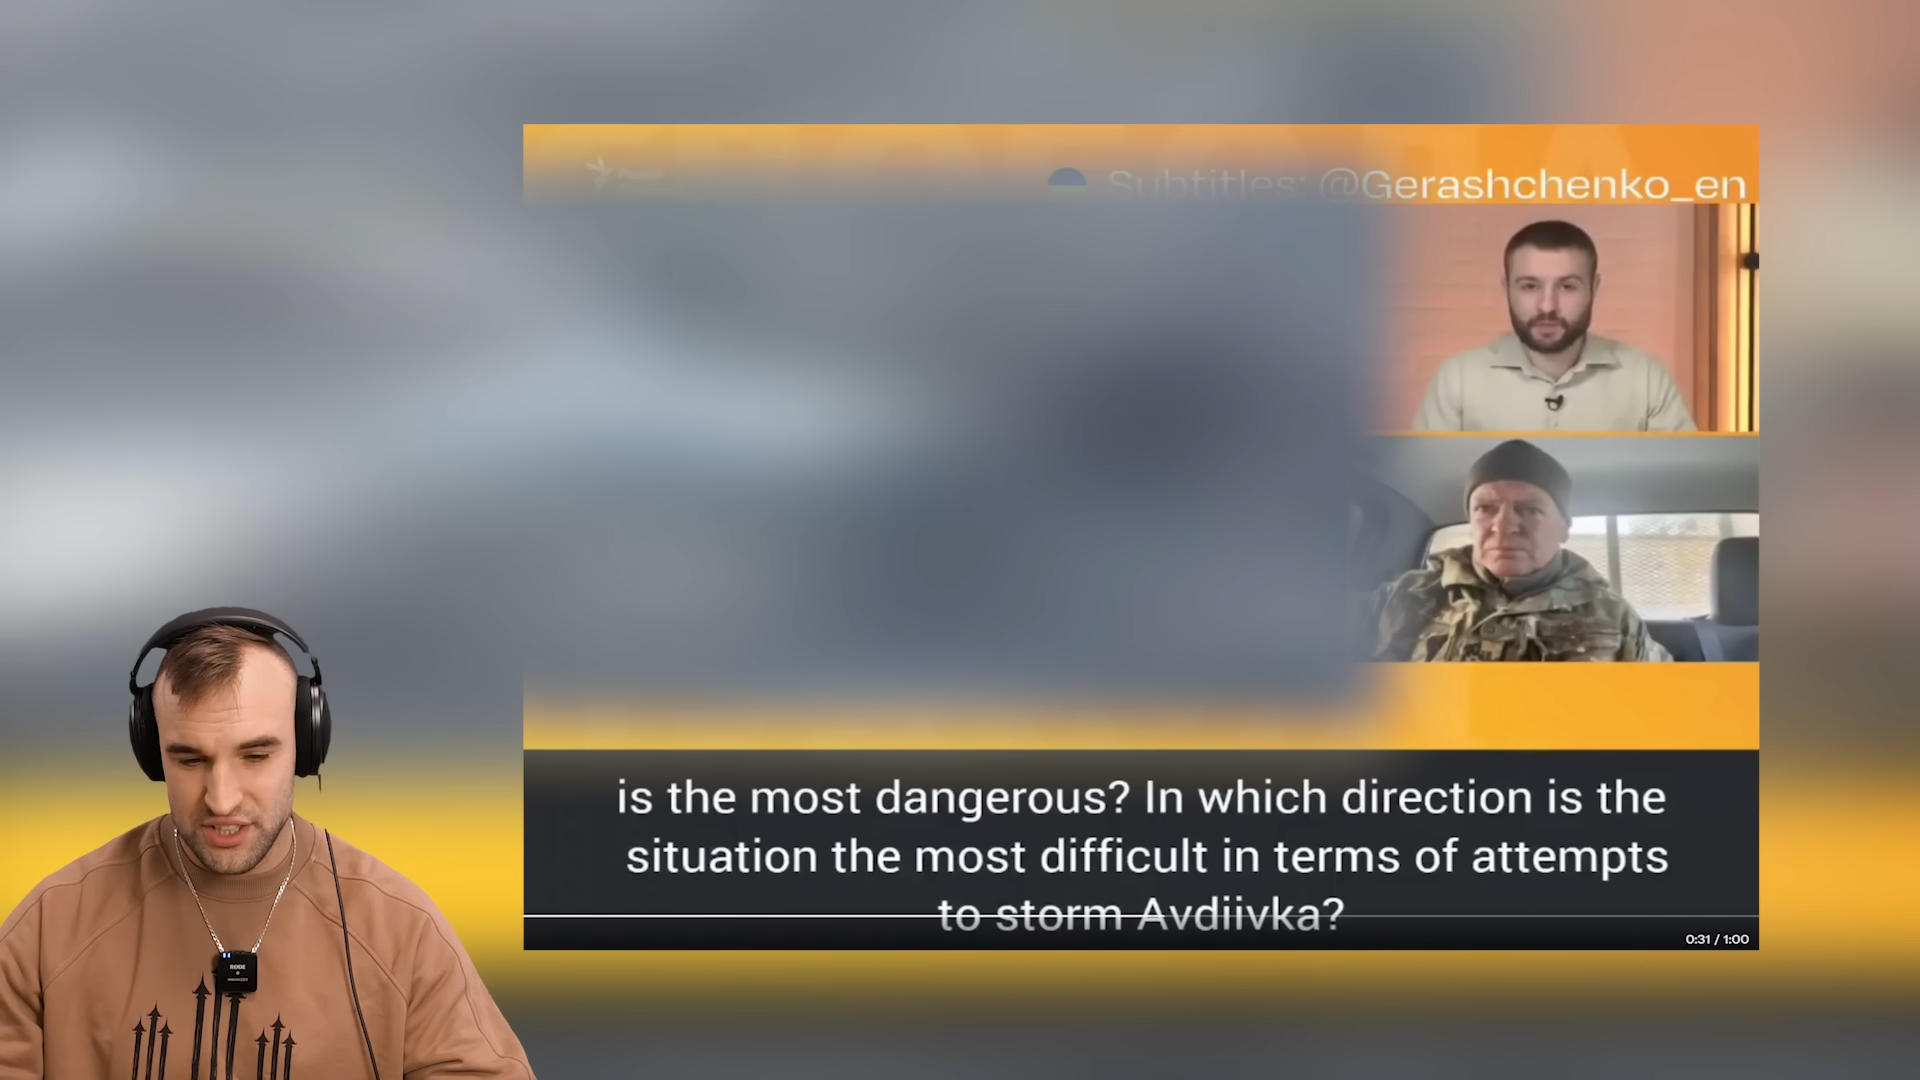 Subtitles: @Gerashchenko_en
is the most dangerous? In which direction is the
situation the most difficult in terms of attempts
to storm Avdiivka?
0:31 / 1:00
RODE